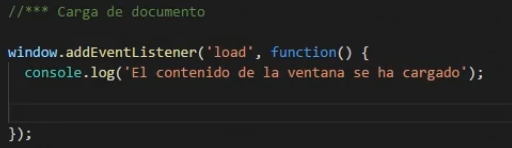 //*** Carga de documento
window.addEventListener('load', function() {
console.log('El contenido de la ventana se ha cargado');
});